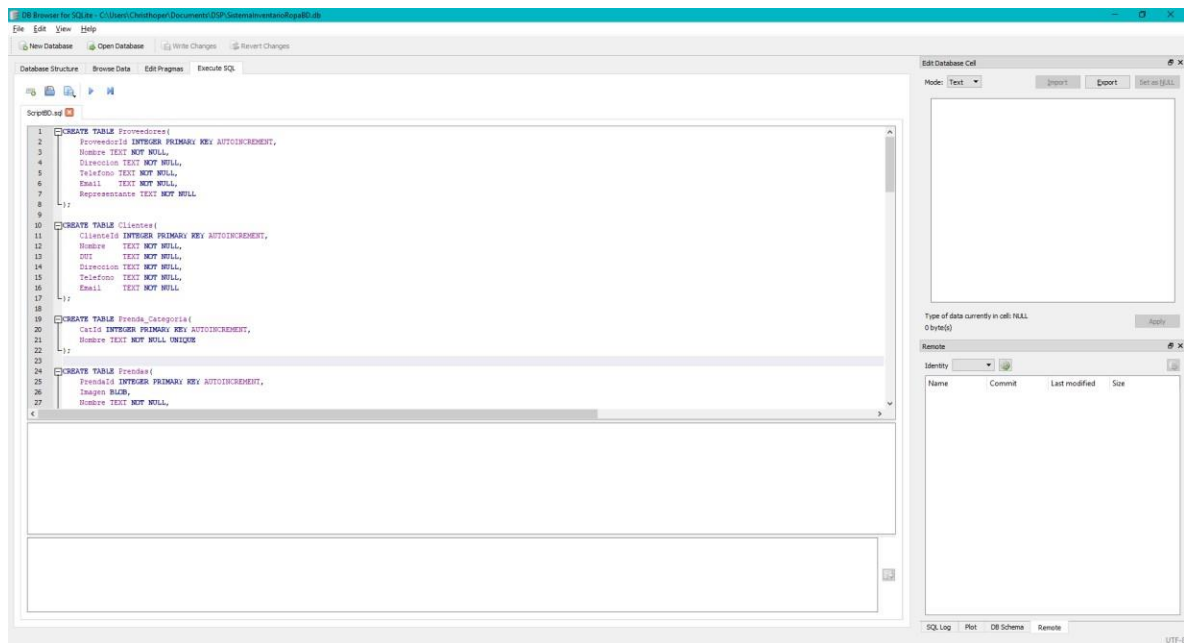 DB Browser for SQLite - C:\Users\Christhoper\Documents\DSP\SistemaInventarioRopaBD.db
File Edit View Help
New Database Open Database Write Changes Revert Changes
Database Structure Browse Data Edit Pragmas Execute SQL
ScriptBD.sql
1 CREATE TABLE Proveedores(
2 ProveedorId INTEGER PRIMARY KEY AUTOINCREMENT,
3 Nombre TEXT NOT NULL,
4 Direccion TEXT NOT NULL,
5 Telefono TEXT NOT NULL,
6 Email TEXT NOT NULL,
7 Representante TEXT NOT NULL
8 );
9
10 CREATE TABLE Clientes(
11 ClienteId INTEGER PRIMARY KEY AUTOINCREMENT,
12 Nombre TEXT NOT NULL,
13 DUI TEXT NOT NULL,
14 Direccion TEXT NOT NULL,
15 Telefono TEXT NOT NULL,
16 Email TEXT NOT NULL
17 );
18
19 CREATE TABLE Prenda_Categoria(
20 CatId INTEGER PRIMARY KEY AUTOINCREMENT,
21 Nombre TEXT NOT NULL UNIQUE
22 );
23
24 CREATE TABLE Prendas(
25 PrendaId INTEGER PRIMARY KEY AUTOINCREMENT,
26 Imagen BLOB,
27 Nombre TEXT NOT NULL,
Edit Database Cell
Mode: Text Import Export Set as NULL
Type of data currently in cell: NULL
0 byte(s)
Apply
Remote
Identity
Name Commit Last modified Size
SQL Log Plot DB Schema Remote
UTF-8